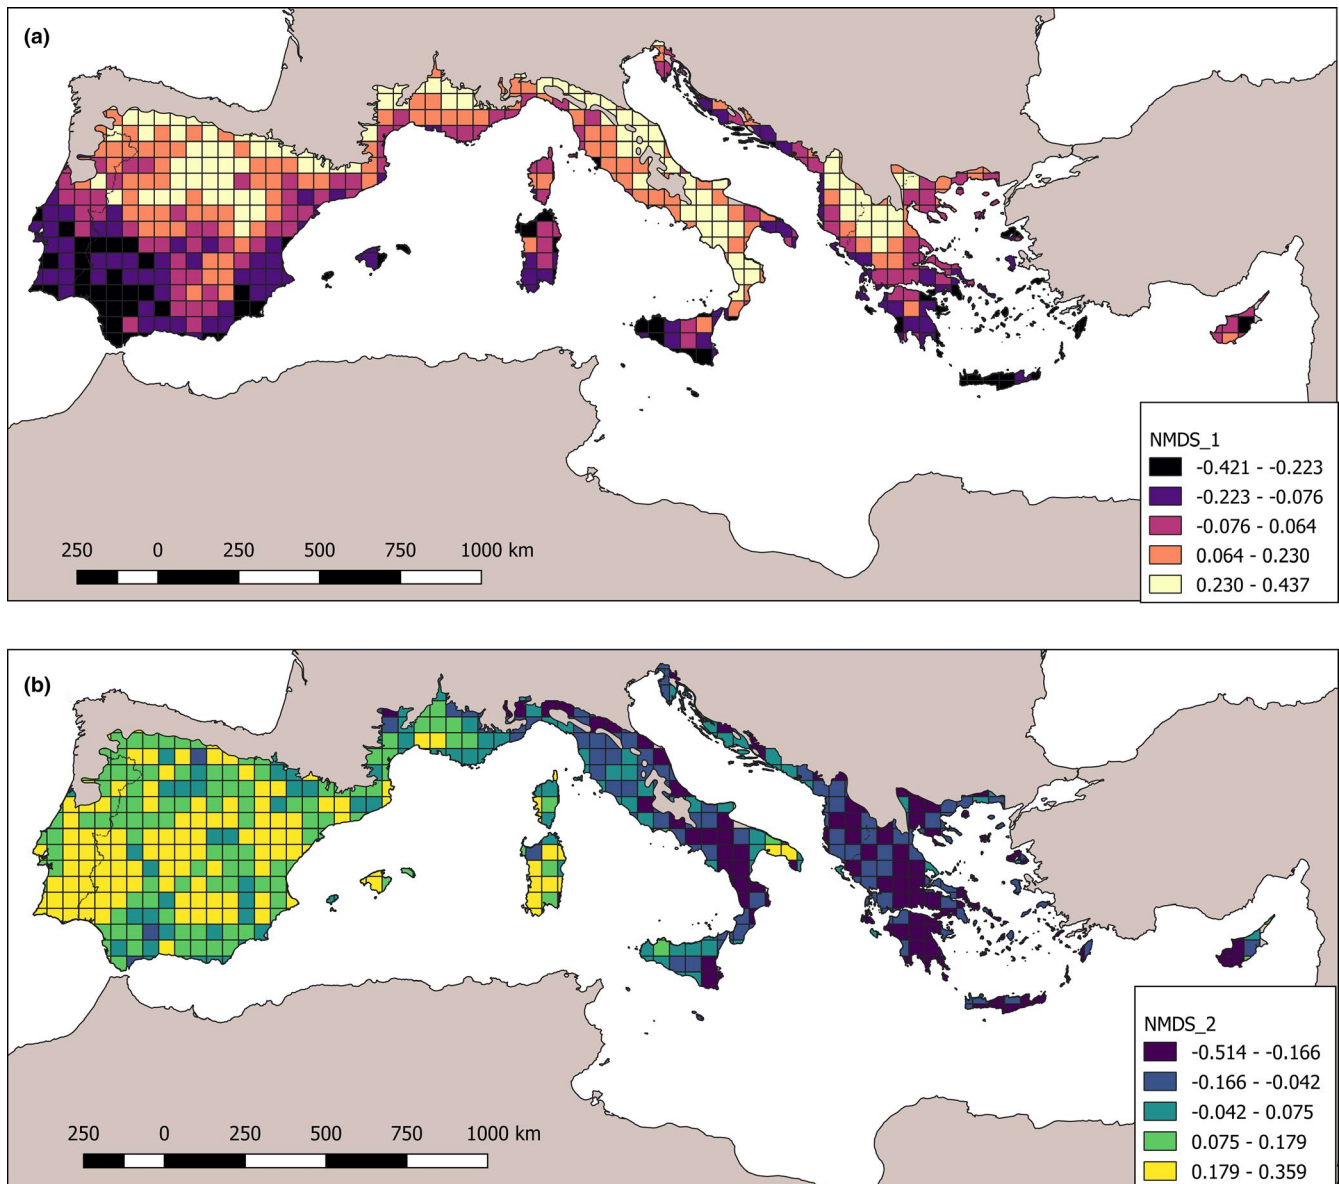 (a)
NMDS_1
-0.421 - -0.223
-0.223 - -0.076
-0.076 - 0.064
0.064 - 0.230
0.230 - 0.437
250 0 250 500 750 1000 km
(b)
NMDS_2
-0.514 - -0.166
-0.166 - -0.042
-0.042 - 0.075
0.075 - 0.179
0.179 - 0.359
250 0 250 500 750 1000 km